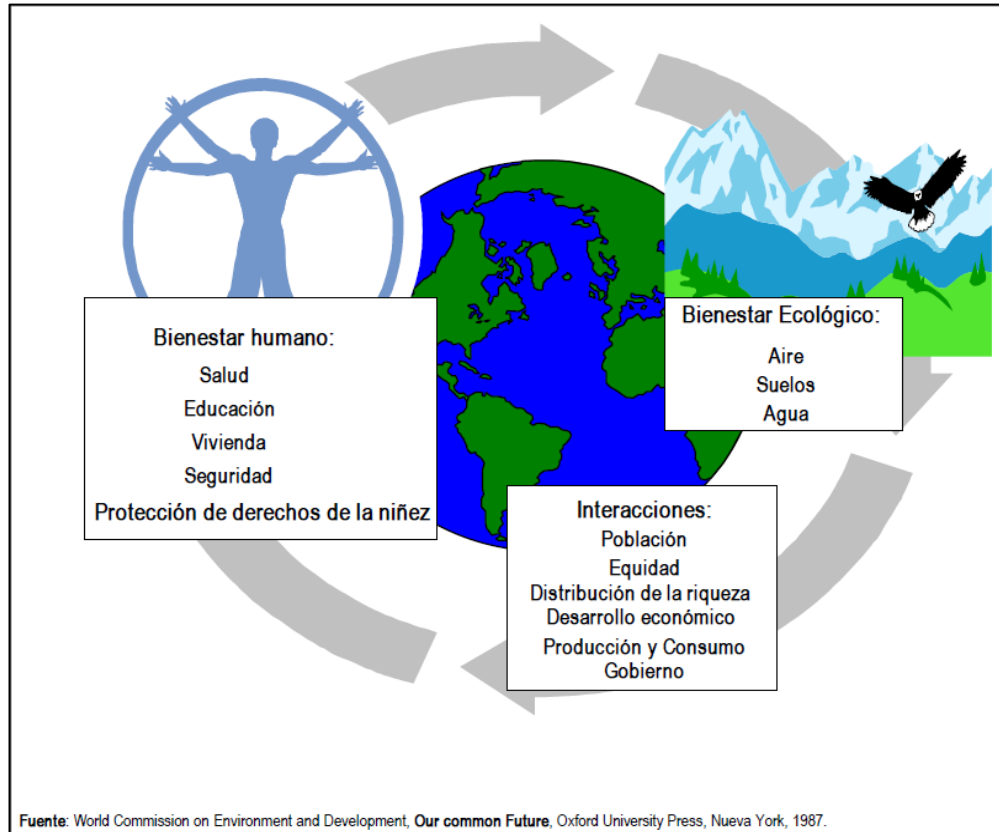 Bienestar humano:
Salud
Educación
Vivienda
Seguridad
Protección de derechos de la niñez
Bienestar Ecológico:
Aire
Suelos
Agua
Interacciones:
Población
Equidad
Distribución de la riqueza
Desarrollo económico
Producción y Consumo
Gobierno
Fuente: World Commission on Environment and Development, Our common Future, Oxford University Press, Nueva York, 1987.